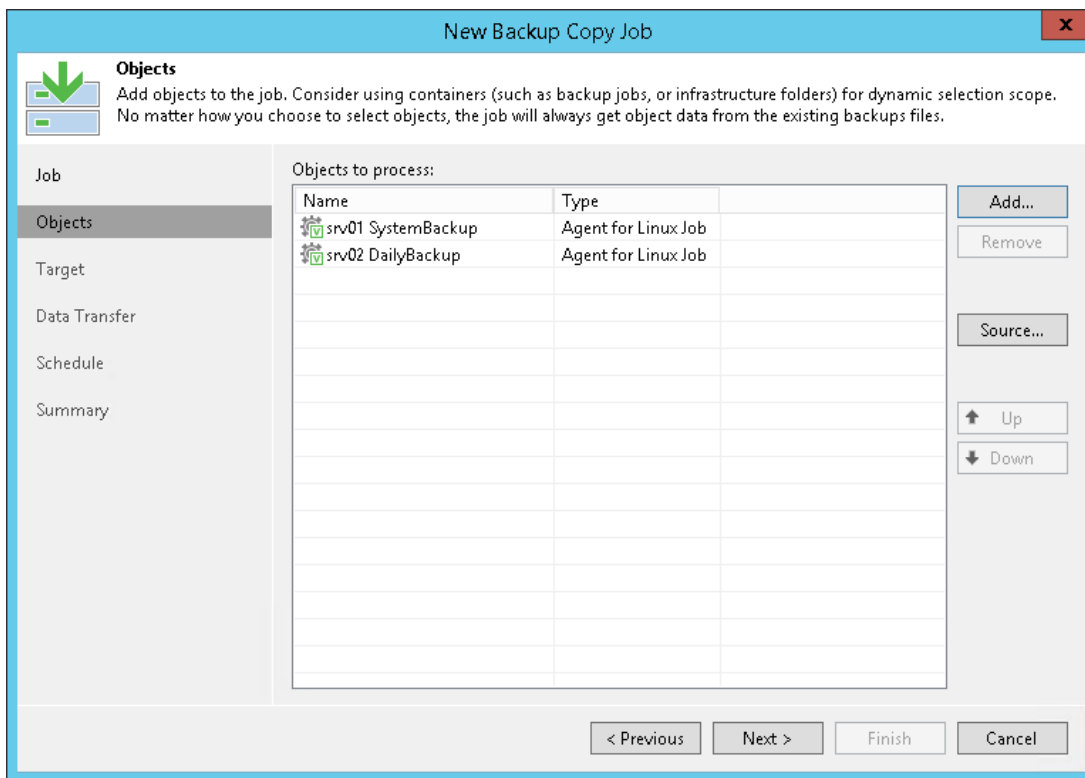 New Backup Copy Job
x
Objects
Add objects to the job. Consider using containers (such as backup jobs, or infrastructure folders) for dynamic selection scope.
No matter how you choose to select objects, the job will always get object data from the existing backups files.
Job
Objects
Target
Data Transfer
Schedule
Summary
Objects to process:
Name Type
srv01 SystemBackup Agent for Linux Job
srv02 DailyBackup Agent for Linux Job
Add...
Remove
Source...
Up
Down
< Previous Next > Finish Cancel